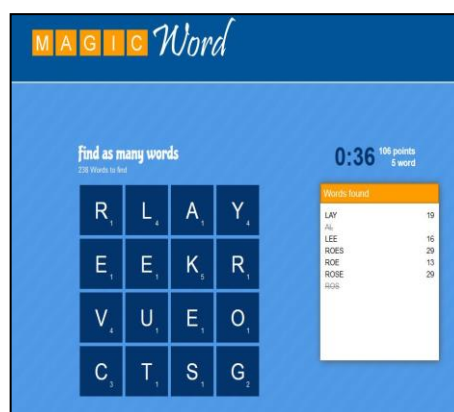 MAGIC Word
find as many words
238 Words to find
0:36 106 points
5 word
R1 L4 A1 Y4
E1 E1 K5 R1
V4 U1 E1 O1
C3 T1 S1 G2
Words found
LAY 19
AL
LEE 16
ROES 29
ROE 13
ROSE 29
ROS